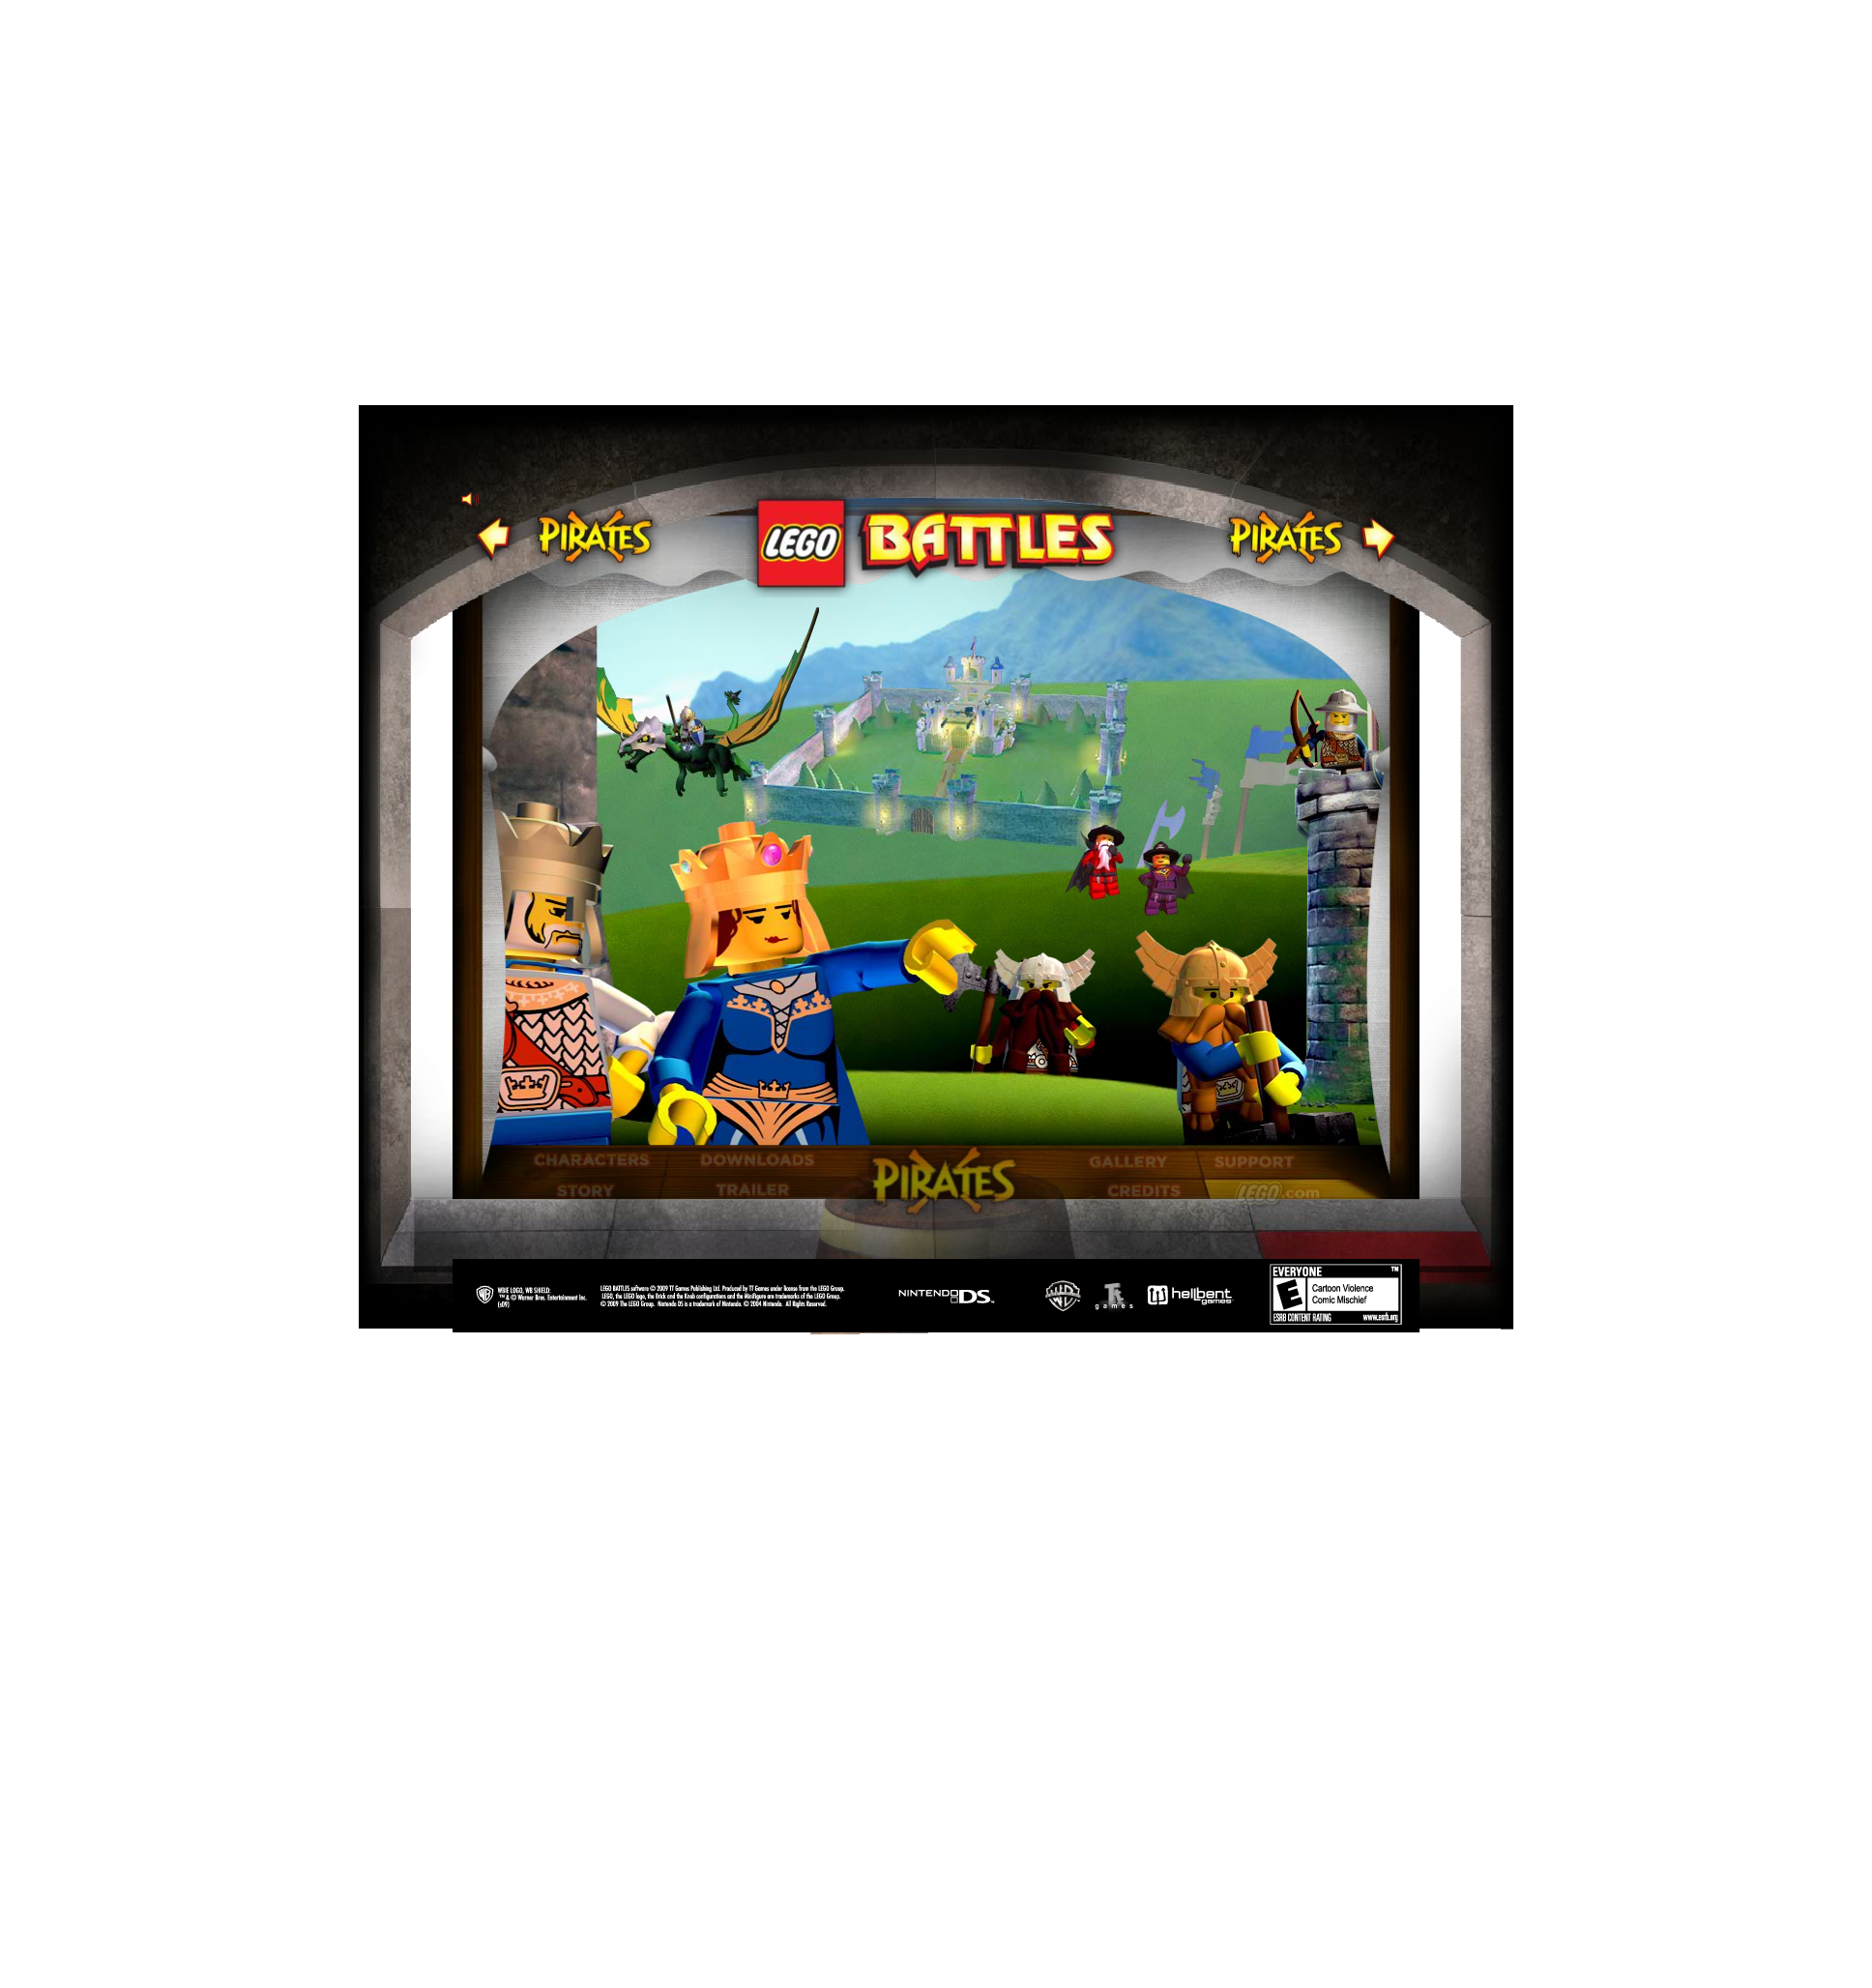 PIRATES
LEGO BATTLES
PIRATES
CHARACTERS
DOWNLOADS
PIRATES
GALLERY
SUPPORT
STORY
TRAILER
CREDITS
LEGO.com
WB
WBIE LOGO, WB SHIELD:
™ & © Warner Bros. Entertainment Inc.
(s09)
LEGO BATTLES software © 2009 TT Games Publishing Ltd. Produced by TT Games under license from the LEGO Group.
LEGO, the LEGO logo, the Brick and the Knob configurations and the Minifigure are trademarks of the LEGO Group.
© 2009 The LEGO Group. Nintendo DS is a trademark of Nintendo. © 2004 Nintendo. All Rights Reserved.
NINTENDO DS™
games
hellbent
games
EVERYONE ™
E
Cartoon Violence
Comic Mischief
ESRB CONTENT RATING www.esrb.org